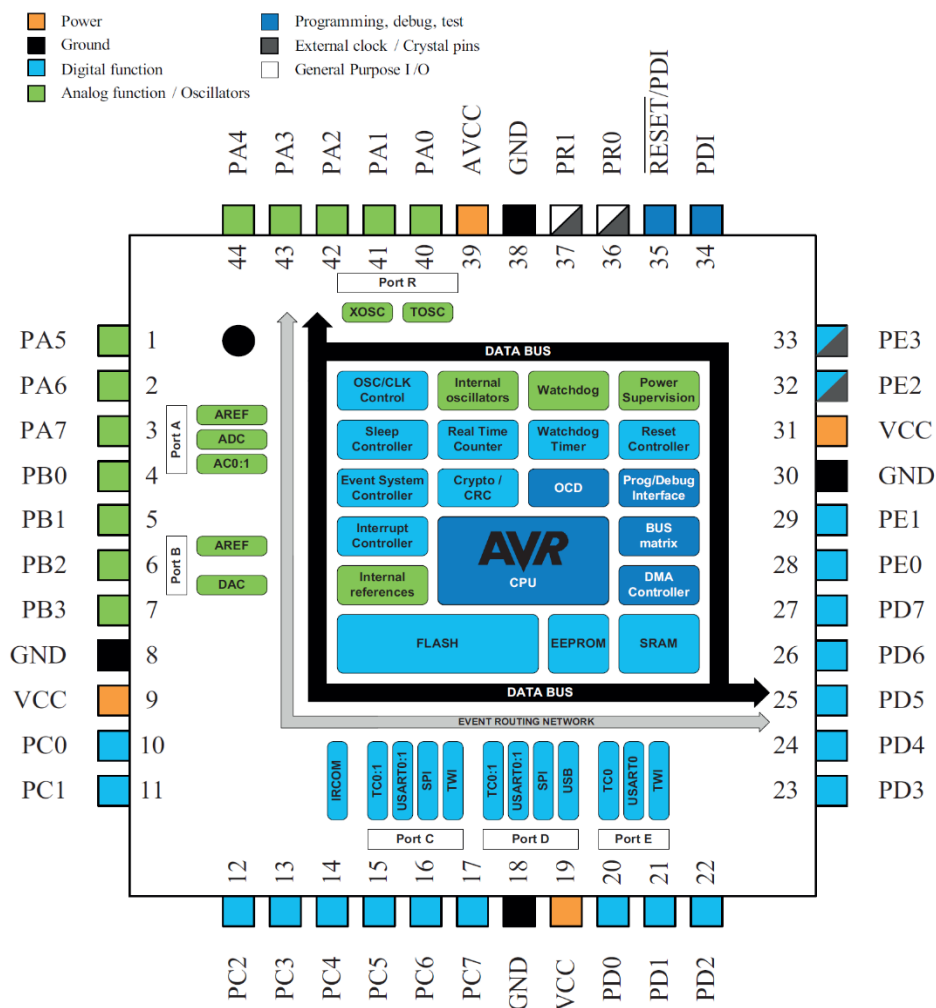 Power
Ground
Digital function
Analog function / Oscillators
Programming, debug, test
External clock / Crystal pins
General Purpose I /O
PA4
PA3
PA2
PA1
PA0
AVCC
GND
PR1
PR0
RESET/PDI
PDI
44
43
42
41
40
39
38
37
36
35
34
Port R
XOSC
TOSC
DATA BUS
PA5
1
PA6
2
PA7
3
PB0
4
PB1
5
PB2
6
PB3
7
GND
8
VCC
9
PC0
10
PC1
11
Port A
AREF
ADC
AC0:1
Port B
AREF
DAC
OSC/CLK
Control
Internal
oscillators
Watchdog
Power
Supervision
Sleep
Controller
Real Time
Counter
Watchdog
Timer
Reset
Controller
Event System
Controller
Crypto /
CRC
OCD
Prog/Debug
Interface
Interrupt
Controller
AVR
CPU
BUS
matrix
Internal
references
DMA
Controller
FLASH
EEPROM
SRAM
DATA BUS
EVENT ROUTING NETWORK
33
PE3
32
PE2
31
VCC
30
GND
29
PE1
28
PE0
27
PD7
26
PD6
25
PD5
24
PD4
23
PD3
IRCOM
TC0:1
USART0:1
SPI
TWI
TC0:1
USART0:1
SPI
USB
TC0
USART0
TWI
Port C
Port D
Port E
12
13
14
15
16
17
18
19
20
21
22
PC2
PC3
PC4
PC5
PC6
PC7
GND
VCC
PD0
PD1
PD2